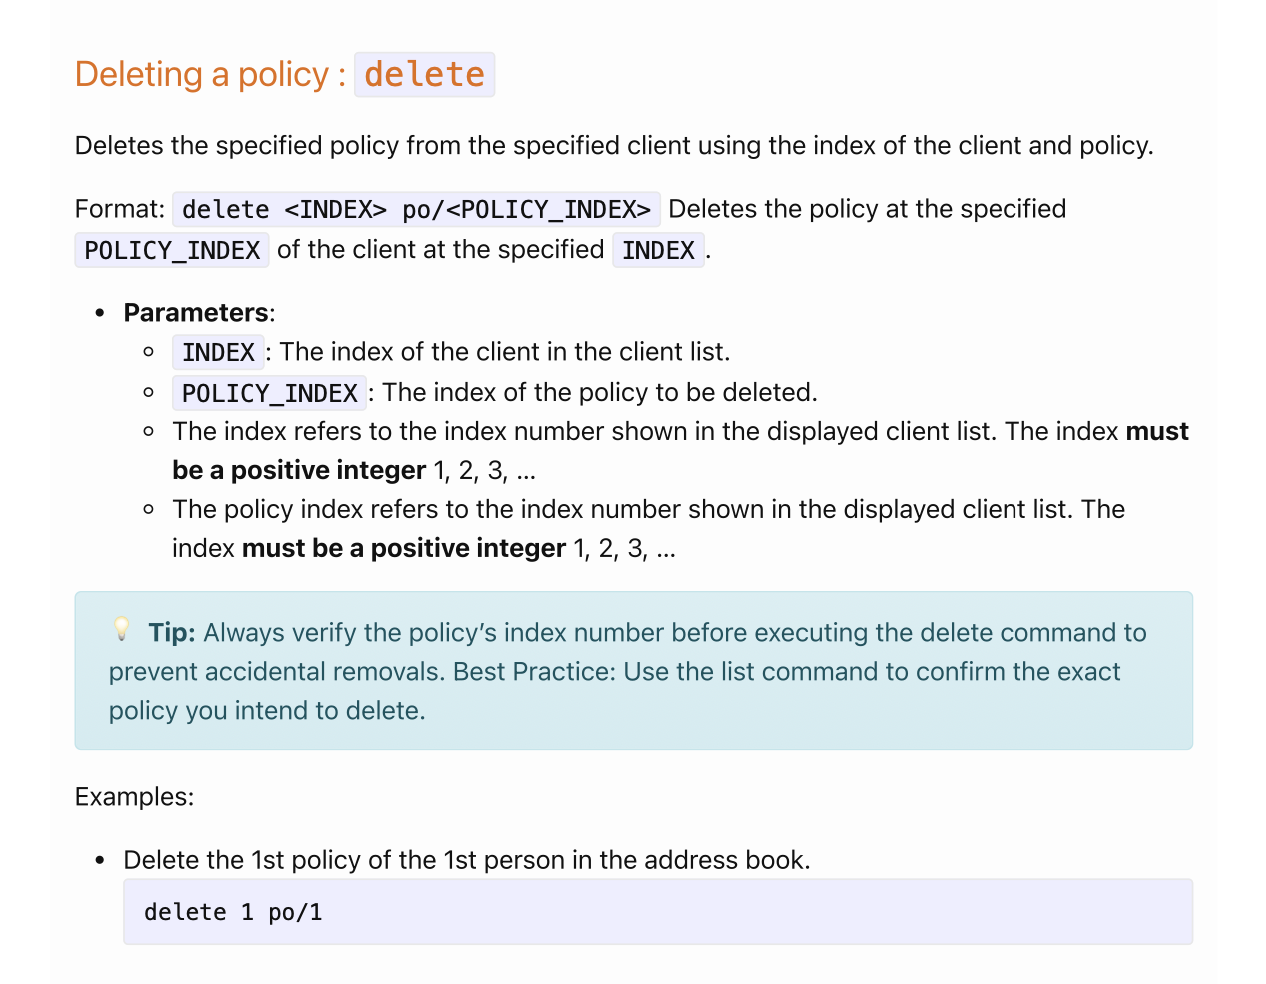 Deleting a policy : delete
Deletes the specified policy from the specified client using the index of the client and policy.
Format: delete <INDEX> po/<POLICY_INDEX> Deletes the policy at the specified
POLICY_INDEX of the client at the specified INDEX.
• Parameters:
◦ INDEX: The index of the client in the client list.
◦ POLICY_INDEX: The index of the policy to be deleted.
◦ The index refers to the index number shown in the displayed client list. The index must
be a positive integer 1, 2, 3, …
◦ The policy index refers to the index number shown in the displayed client list. The
index must be a positive integer 1, 2, 3, …
💡 Tip: Always verify the policy’s index number before executing the delete command to
prevent accidental removals. Best Practice: Use the list command to confirm the exact
policy you intend to delete.
Examples:
• Delete the 1st policy of the 1st person in the address book.
delete 1 po/1